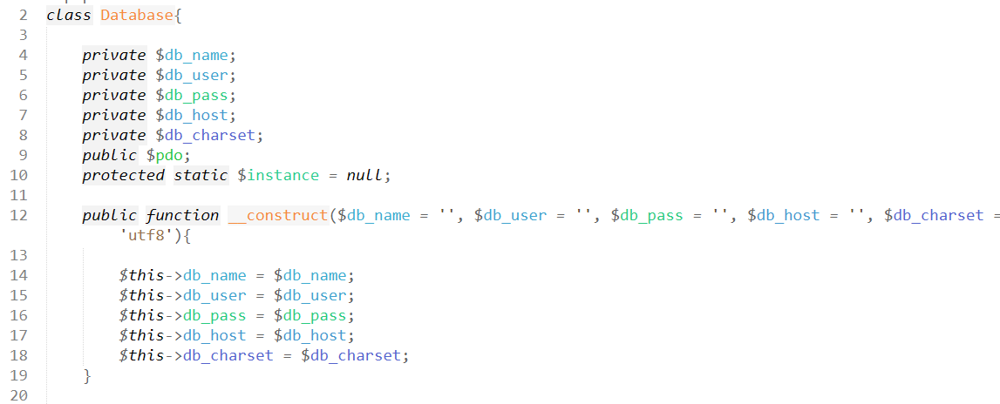 2 class Database{
3
4 private $db_name;
5 private $db_user;
6 private $db_pass;
7 private $db_host;
8 private $db_charset;
9 public $pdo;
10 protected static $instance = null;
11
12 public function __construct($db_name = '', $db_user = '', $db_pass = '', $db_host = '', $db_charset =
'utf8'){
13
14 $this->db_name = $db_name;
15 $this->db_user = $db_user;
16 $this->db_pass = $db_pass;
17 $this->db_host = $db_host;
18 $this->db_charset = $db_charset;
19 }
20